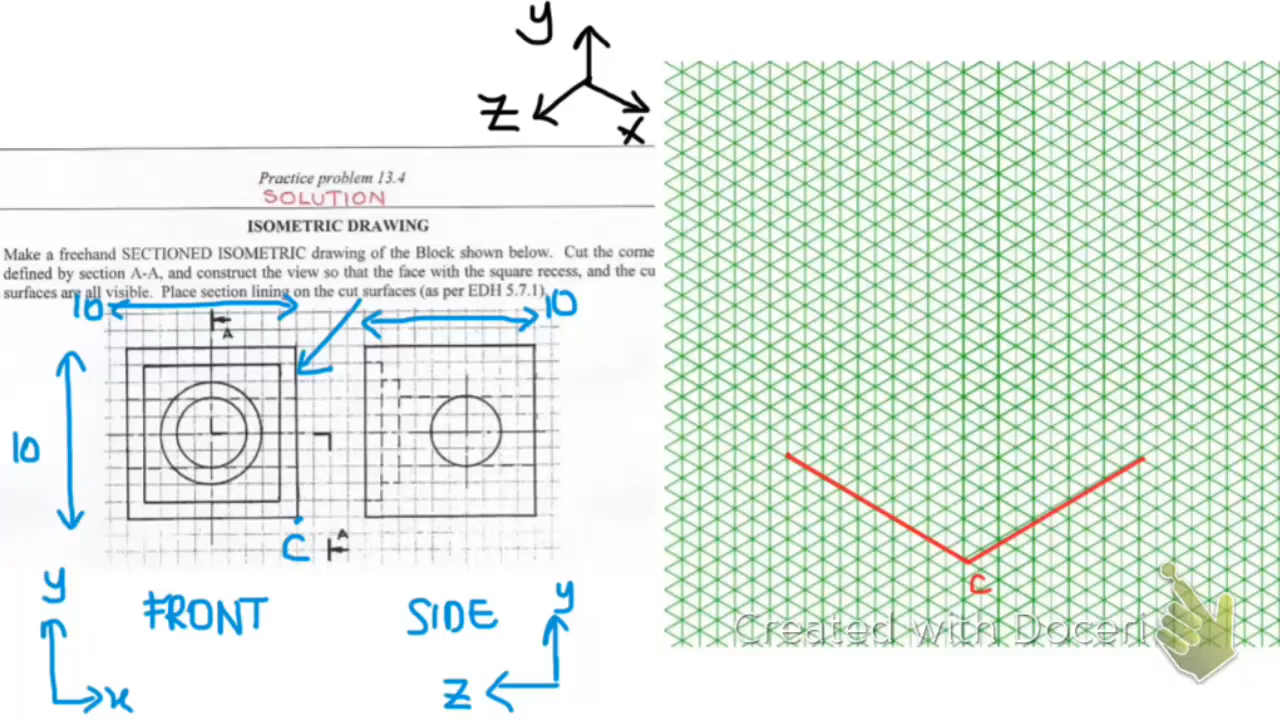 y
Z
x
Practice problem 13.4
SOLUTION
ISOMETRIC DRAWING
Make a freehand SECTIONED ISOMETRIC drawing of the Block shown below. Cut the corne
defined by section A-A, and construct the view so that the face with the square recess, and the cu
surfaces are all visible. Place section lining on the cut surfaces (as per EDH 5.7.1).
10
10
A
10
C
A
C
y
FRONT
SIDE
y
x
Z
Created with Doceri